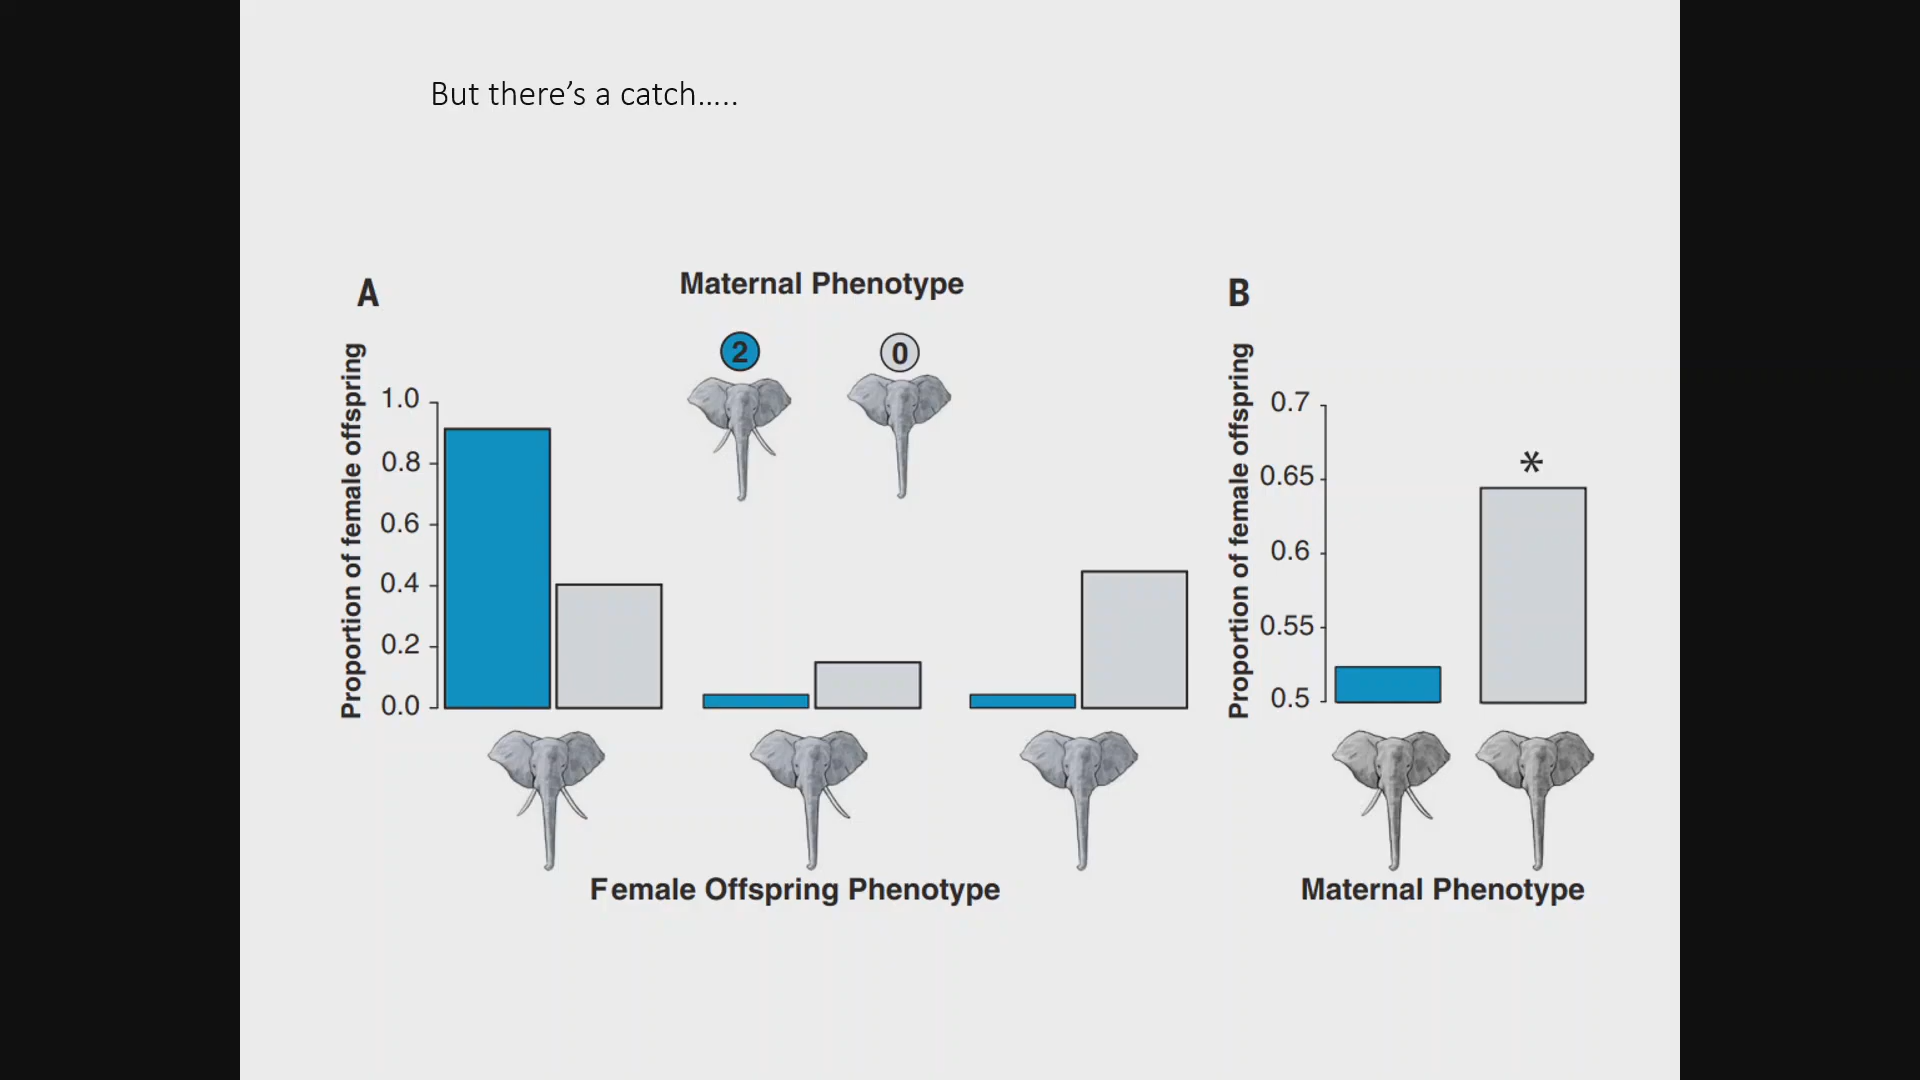 But there’s a catch.....
A
Maternal Phenotype
2
0
Proportion of female offspring
1.0
0.8
0.6
0.4
0.2
0.0
Female Offspring Phenotype
B
Proportion of female offspring
0.7
0.65
0.6
0.55
0.5
*
Maternal Phenotype